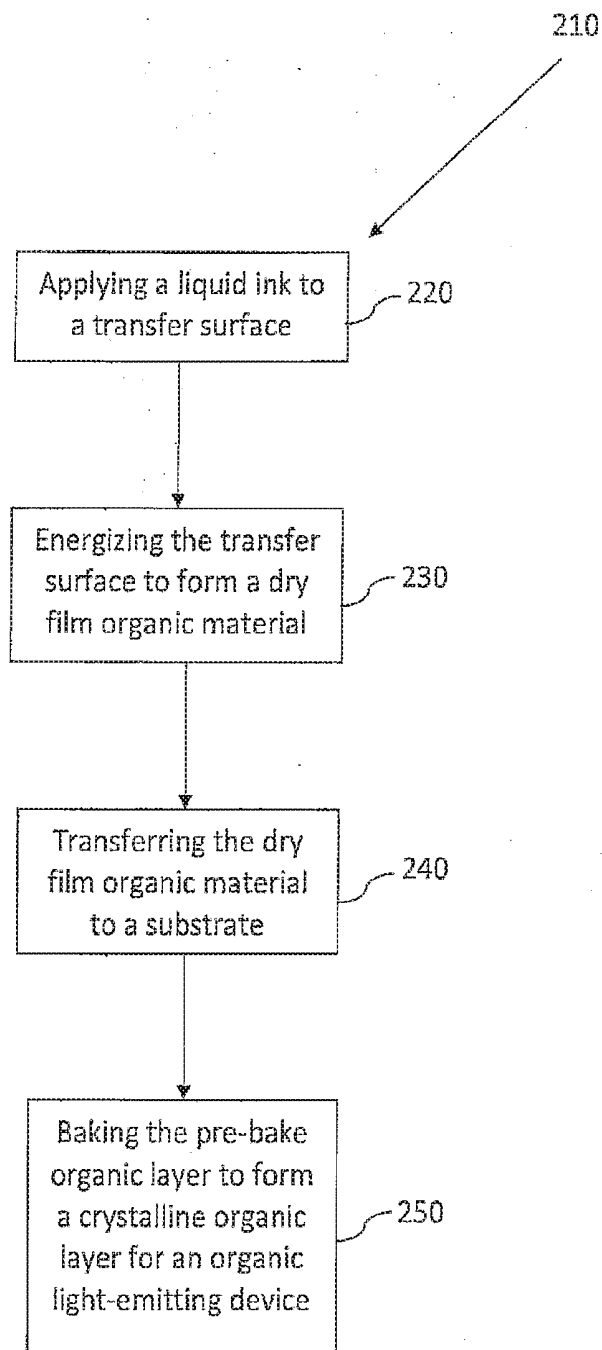 210
Applying a liquid ink to
a transfer surface
220
Energizing the transfer
surface to form a dry
film organic material
230
Transferring the dry
film organic material
to a substrate
240
Baking the pre-bake
organic layer to form
a crystalline organic
layer for an organic
light-emitting device
250